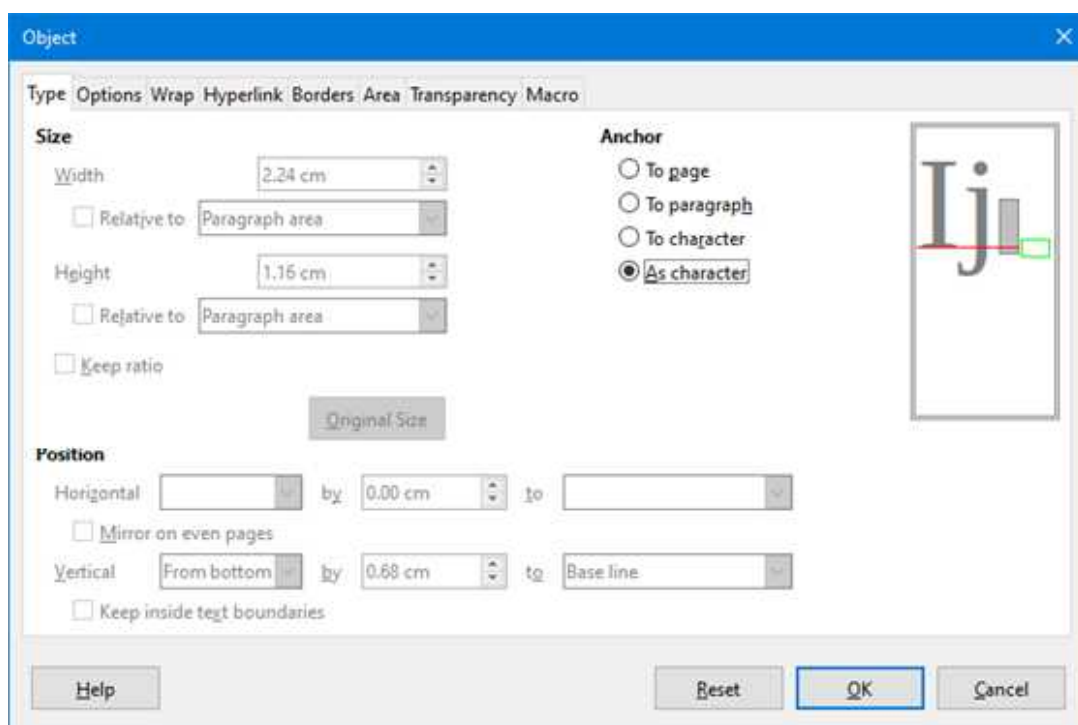 Object
Type Options Wrap Hyperlink Borders Area Transparency Macro
Size
Width 2.24 cm
Relative to Paragraph area
Height 1.16 cm
Relative to Paragraph area
Keep ratio
Original Size
Anchor
To page
To paragraph
To character
As character
Ij
Position
Horizontal by 0.00 cm to
Mirror on even pages
Vertical From bottom by 0.68 cm to Base line
Keep inside text boundaries
Help Reset OK Cancel